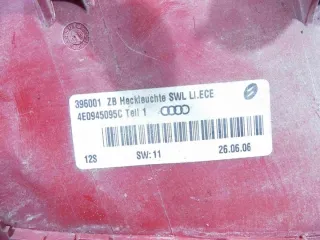 396001 ZB Heckleuchte SWL LI.ECE
4E0945095C Teil 1
12S SW:11 26.06.06